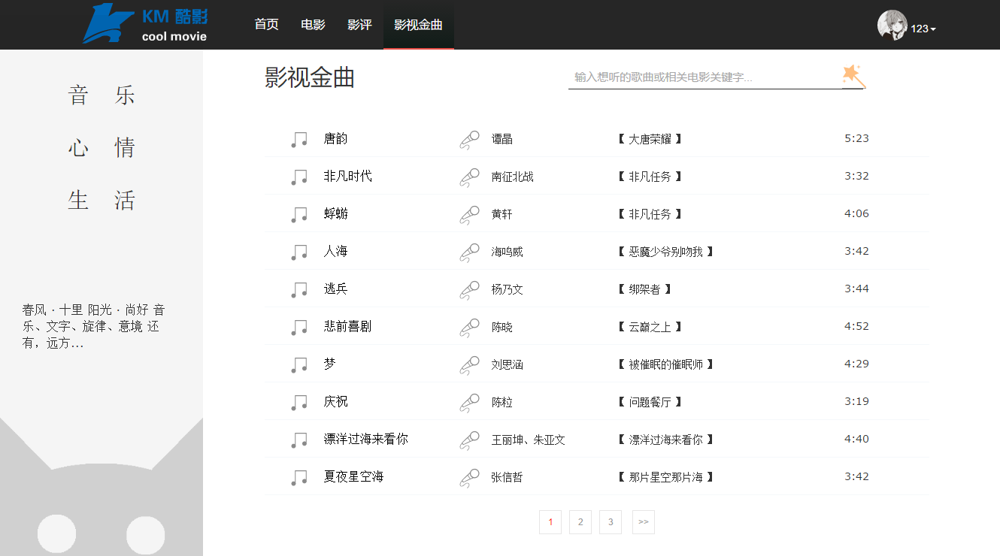 KM 酷影
cool movie
首页 电影 影评 影视金曲
123
音 乐
心 情
生 活
春风 · 十里 阳光 · 尚好 音
乐、文字、旋律、意境 还
有，远方...
影视金曲
输入想听的歌曲或相关电影关键字...
唐韵 谭晶 【 大唐荣耀 】 5:23
非凡时代 南征北战 【 非凡任务 】 3:32
蜉蝣 黄轩 【 非凡任务 】 4:06
人海 海鸣威 【 恶魔少爷别吻我 】 3:42
逃兵 杨乃文 【 绑架者 】 3:44
悲前喜剧 陈晓 【 云巅之上 】 4:52
梦 刘思涵 【 被催眠的催眠师 】 4:29
庆祝 陈粒 【 问题餐厅 】 3:19
漂洋过海来看你 王丽坤、朱亚文 【 漂洋过海来看你 】 4:40
夏夜星空海 张信哲 【 那片星空那片海 】 3:42
1 2 3 >>